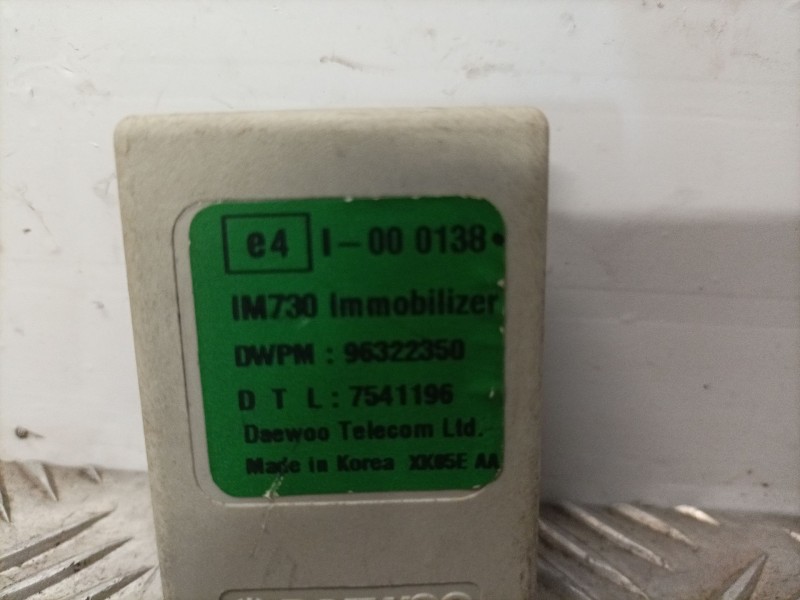 e4 I-00 0138
IM730 Immobilizer
DWPM : 96322350
D T L : 7541196
Daewoo Telecom Ltd.
Made in Korea XK05E AA